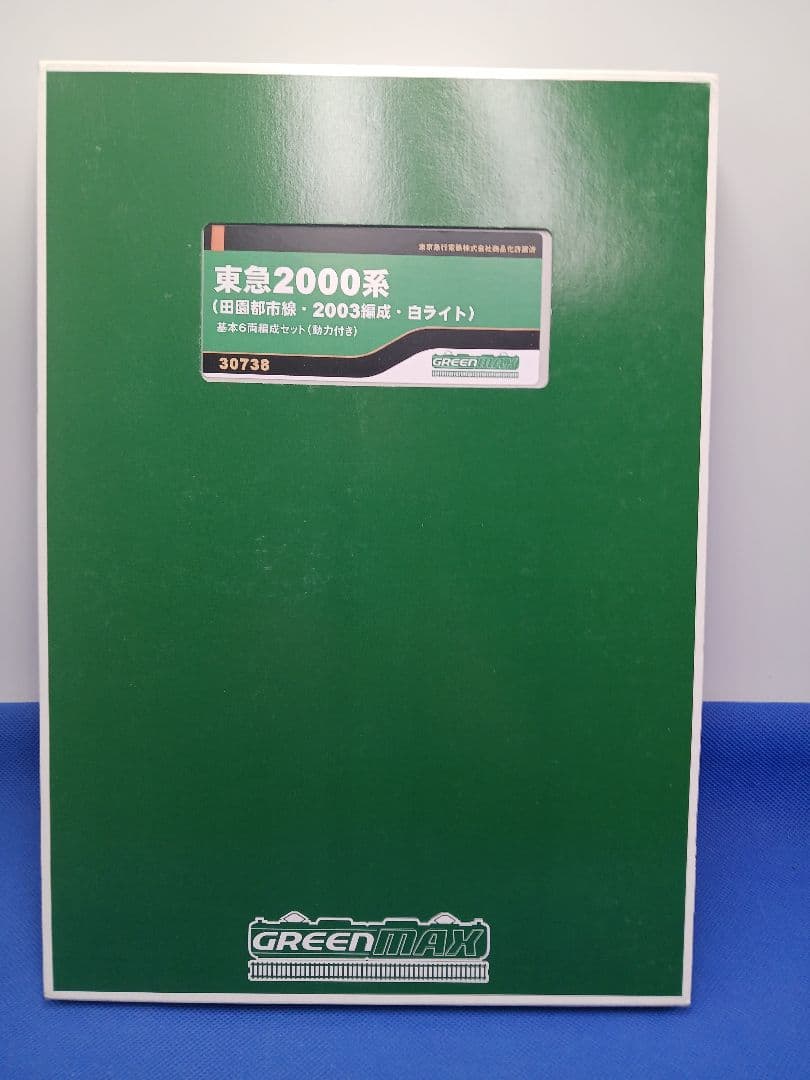 東京急行電鉄株式会社商品化許諾済
東急2000系
(田園都市線・2003編成・白ライト)
基本6両編成セット(動力付き)
30738
GREENMAX
GREENMAX